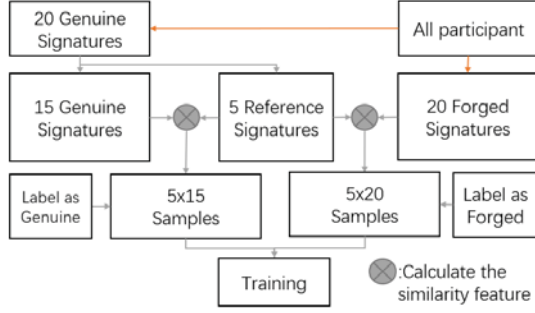 20 Genuine
Signatures
All participant
15 Genuine
Signatures
5 Reference
Signatures
20 Forged
Signatures
Label as
Genuine
5x15
Samples
5x20
Samples
Label as
Forged
Training
:Calculate the
similarity feature